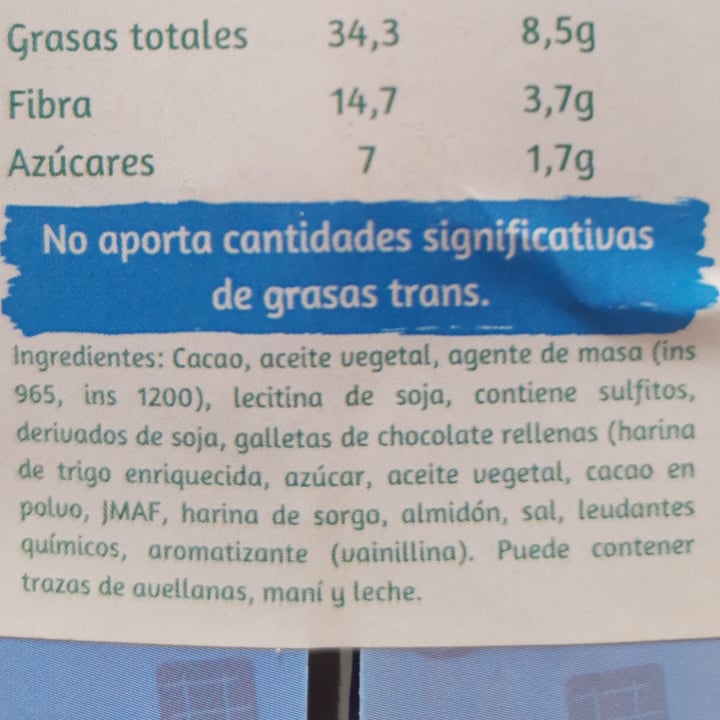 Grasas totales 34,3 8,5g
Fibra 14,7 3,7g
Azúcares 7 1,7g
No aporta cantidades significativas
de grasas trans.
Ingredientes: Cacao, aceite vegetal, agente de masa (ins
965, ins 1200), lecitina de soja, contiene sulfitos,
derivados de soja, galletas de chocolate rellenas (harina
de trigo enriquecida, azúcar, aceite vegetal, cacao en
polvo, JMAF, harina de sorgo, almidón, sal, leudantes
químicos, aromatizante (vainillina). Puede contener
trazas de avellanas, maní y leche.